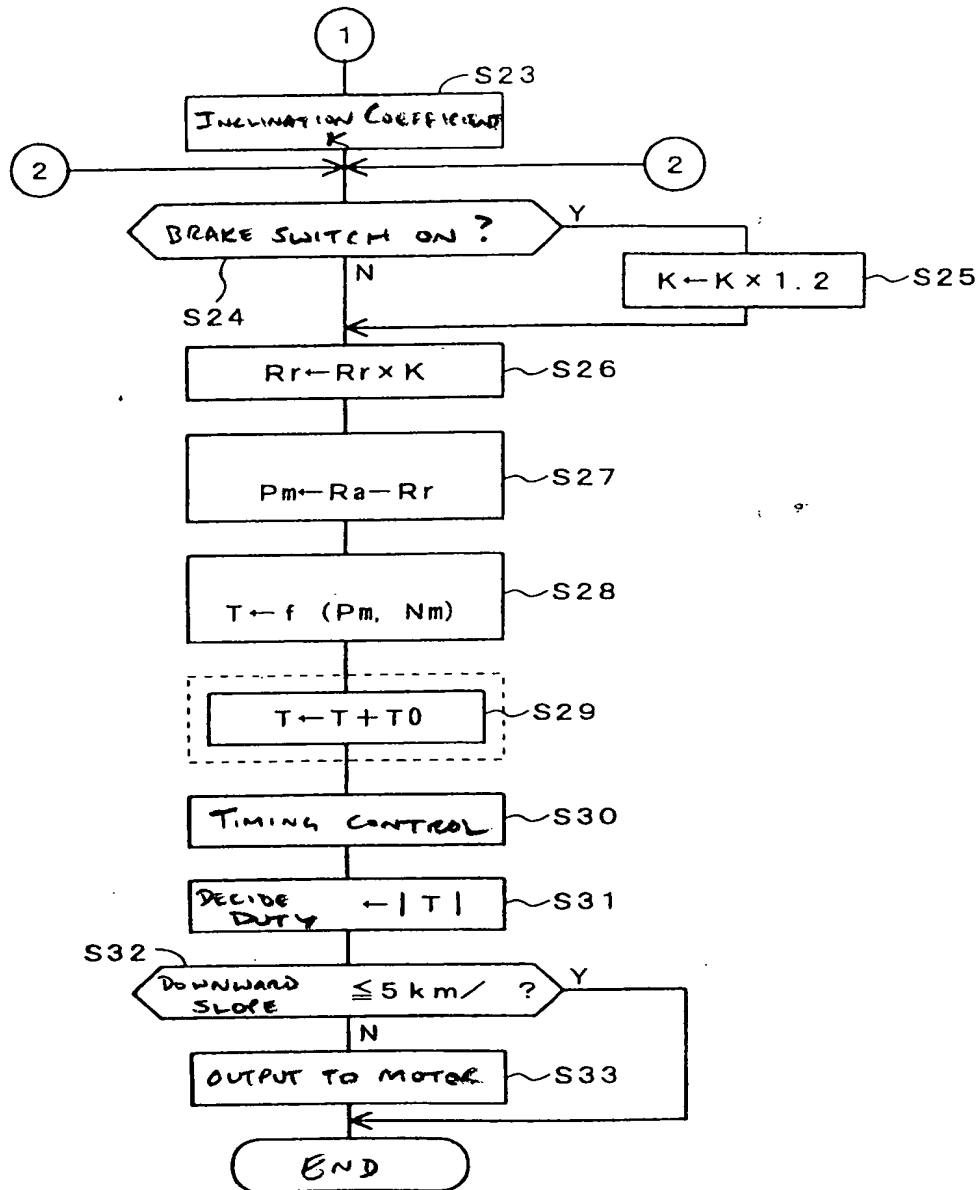 1
S23
INCLINATION COEFFICIENT
K
2
2
BRAKE SWITCH ON ?
Y
N
S24
K←K×1.2
S25
Rr←Rr×K
S26
Pm←Ra−Rr
S27
T←f (Pm, Nm)
S28
T←T+T0
S29
TIMING CONTROL
S30
DECIDE DUTY ←|T|
S31
S32
DOWNWARD SLOPE ≦5km/ ?
Y
N
OUTPUT TO MOTOR
S33
END